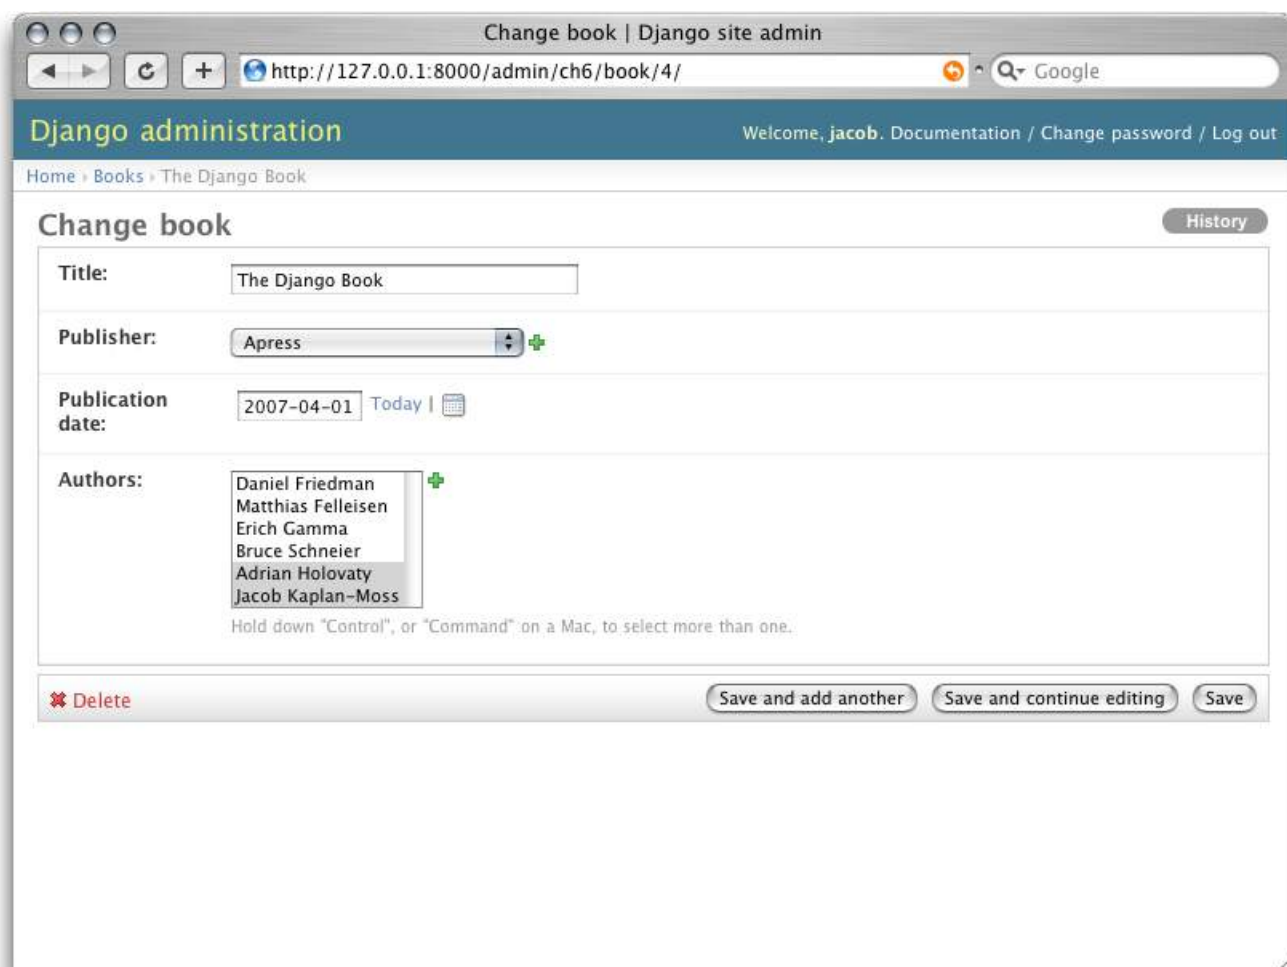 Change book | Django site admin
http://127.0.0.1:8000/admin/ch6/book/4/
Google
Django administration
Welcome, jacob. Documentation / Change password / Log out
Home › Books › The Django Book
Change book
History
Title:
The Django Book
Publisher:
Apress
Publication
date:
2007-04-01 Today |
Authors:
Daniel Friedman
Matthias Felleisen
Erich Gamma
Bruce Schneier
Adrian Holovaty
Jacob Kaplan-Moss
Hold down "Control", or "Command" on a Mac, to select more than one.
Delete
Save and add another
Save and continue editing
Save